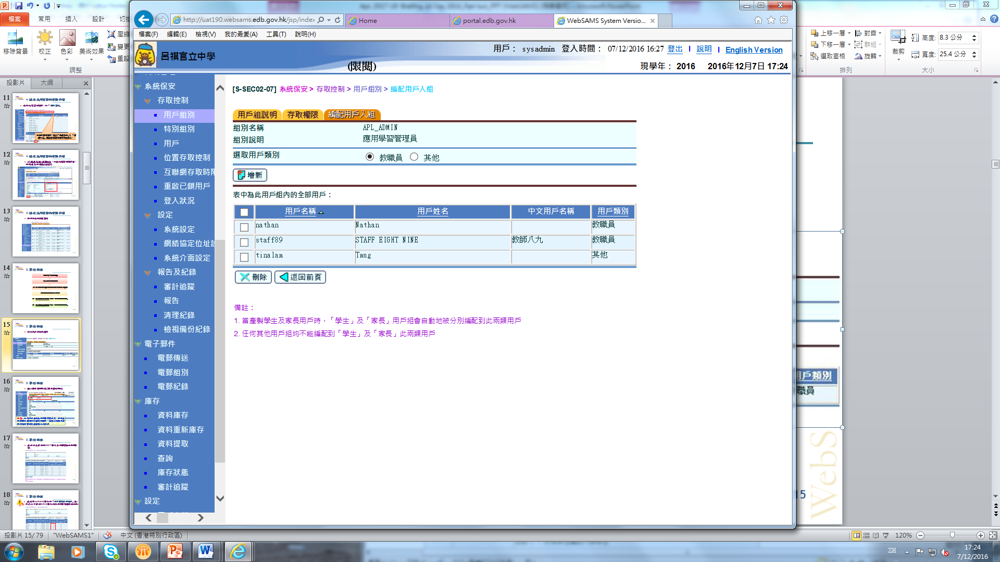 檔案
常用
插入
設計
移除背景
校正
色彩
美術效果
調整
上移一層
下移一層
選取窗格
對齊
群組
旋轉
排列
裁剪
高度: 8.3 公分
寬度: 25.4 公分
大小
http://uat190.websams.edb.gov.hk/jsp/index
Home
portal.edb.gov.hk
WebSAMS System Versio...
檔案(F) 編輯(E) 檢視(V) 我的最愛(A) 工具(T) 說明(H)
呂祺官立中學
(限閱)
用戶： sysadmin 登入時間： 07/12/2016 16:27 登出 | 說明 | English Version
現學年： 2016 2016年12月7日 17:24
系統保安
存取控制
用戶組別
特別組別
用戶
位置存取控制
互聯網存取時限
重啟已鎖用戶
登入狀況
設定
系統設定
網絡協定位址設
系統介面設定
報告及紀錄
審計追蹤
報告
清理紀錄
檢視備份紀錄
電子郵件
電郵傳送
電郵組別
電郵紀錄
庫存
資料庫存
資料重新庫存
資料提取
查詢
庫存狀態
審計追蹤
設定
[S-SEC02-07] 系統保安 > 存取控制 > 用戶組別 > 編配用戶入組
用戶組說明 存取權限 編配用戶入組
組別名稱 APL_ADMIN
組別說明 應用學習管理員
選取用戶類別 教職員 其他
增新
表中為此用戶組內的全部用戶：
用戶名稱 用戶姓名 中文用戶名稱 用戶類別
nathan Nathan 教職員
staff89 STAFF EIGHT NINE 教師八九 教職員
tinalam Tmug 其他
刪除 返回前頁
備註：
1. 當產製學生及家長用戶時，「學生」及「家長」用戶組會自動地被分別編配到此兩類用戶
2. 任何其他用戶組均不能編配到「學生」及「家長」此兩類用戶
投影片 大綱
11
12
13
14
15
16
17
18
用戶類別
職員
15
WebS
投影片 15/ 79 "WebSAMS1" 中文 (香港特別行政區)
120%
ZH
17:24
7/12/2016